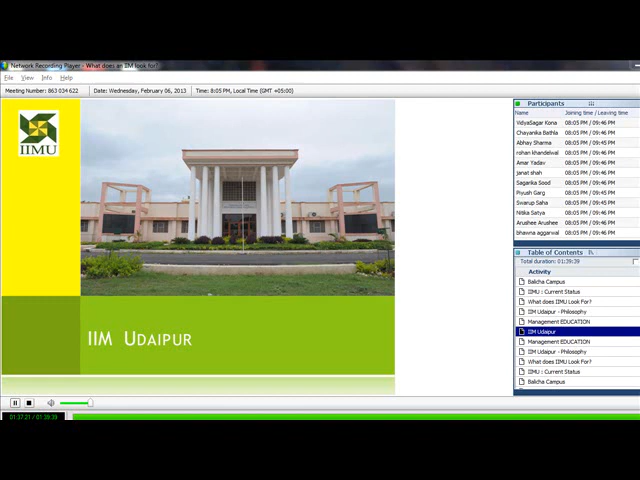 Network Recording Player - What does an IIM look for?
File View Info Help
Meeting Number: 863 034 622 Date: Wednesday, February 06, 2013 Time: 8:05 PM, Local Time (GMT +05:00)
IIMU
IIM UDAIPUR
Participants
Name Joining time / Leaving time
VidyaSagar Kona 08:05 PM / 09:46 PM
Chayanika Bathla 08:05 PM / 09:46 PM
Abhay Sharma 08:05 PM / 09:45 PM
rohan khandelwal 08:05 PM / 09:46 PM
Amar Yadav 08:05 PM / 09:46 PM
janat shah 08:05 PM / 09:46 PM
Sagarika Sood 08:05 PM / 09:46 PM
Piyush Garg 08:05 PM / 09:45 PM
Swarup Saha 08:05 PM / 09:45 PM
Nitika Satya 08:05 PM / 09:46 PM
Arushee Arushee 08:05 PM / 09:46 PM
bhavna aggarwal 08:05 PM / 09:46 PM
Table of Contents
Total duration: 01:39:39
Activity
Balicha Campus
IIMU : Current Status
What does IIMU Look For?
IIM Udaipur - Philosophy
Management EDUCATION
IIM Udaipur
Management EDUCATION
IIM Udaipur - Philosophy
What does IIMU Look For?
IIMU : Current Status
Balicha Campus
01:37:21 / 01:39:39